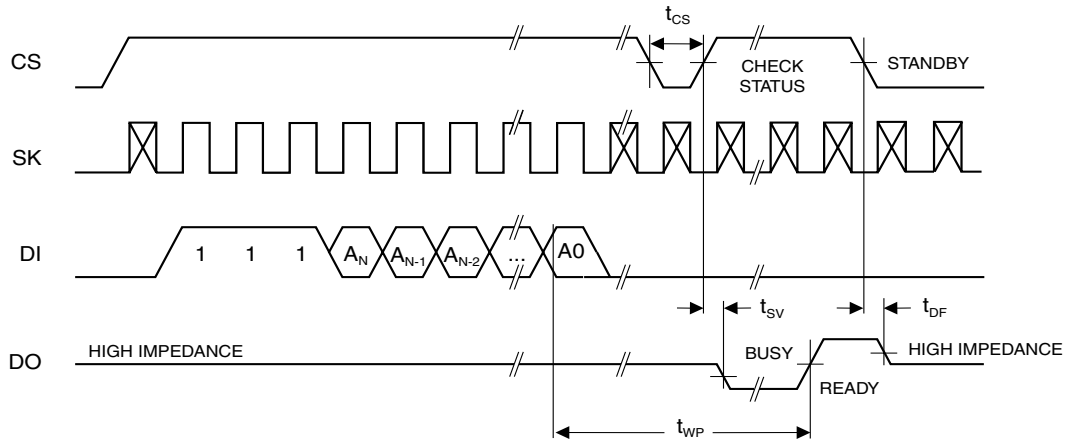 tCS
CS
CHECK
STATUS
STANDBY
SK
DI
1 1 1 AN AN-1 AN-2 ... A0
tSV
tDF
DO
HIGH IMPEDANCE
BUSY
READY
HIGH IMPEDANCE
tWP